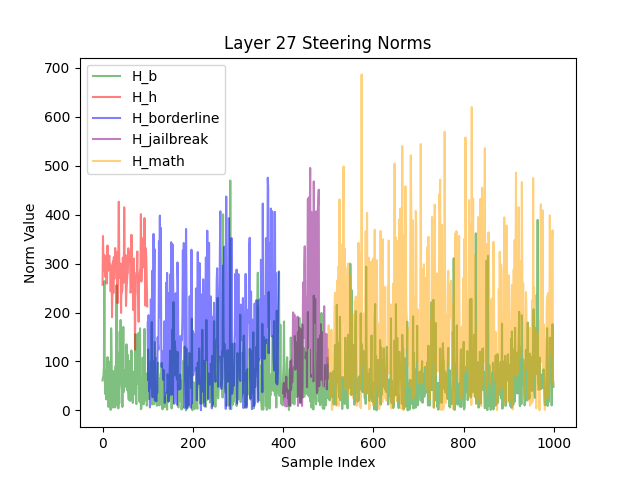 Layer 27 Steering Norms
700
600
500
400
300
200
100
0
Norm Value
H_b
H_h
H_borderline
H_jailbreak
H_math
0
200
400
600
800
1000
Sample Index